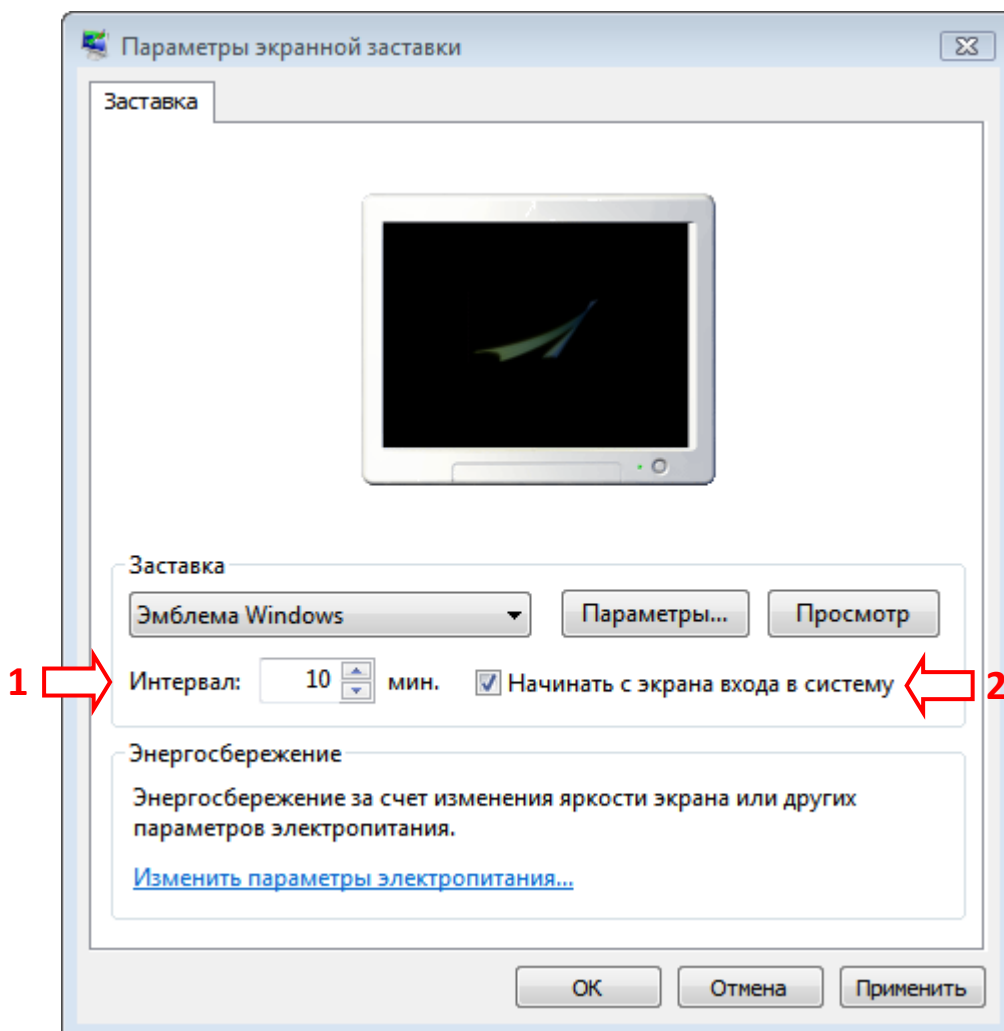 Параметры экранной заставки
Заставка
Заставка
Эмблема Windows
Параметры...
Просмотр
1
Интервал: 10 мин.
Начинать с экрана входа в систему
2
Энергосбережение
Энергосбережение за счет изменения яркости экрана или других
параметров электропитания.
Изменить параметры электропитания...
ОК
Отмена
Применить